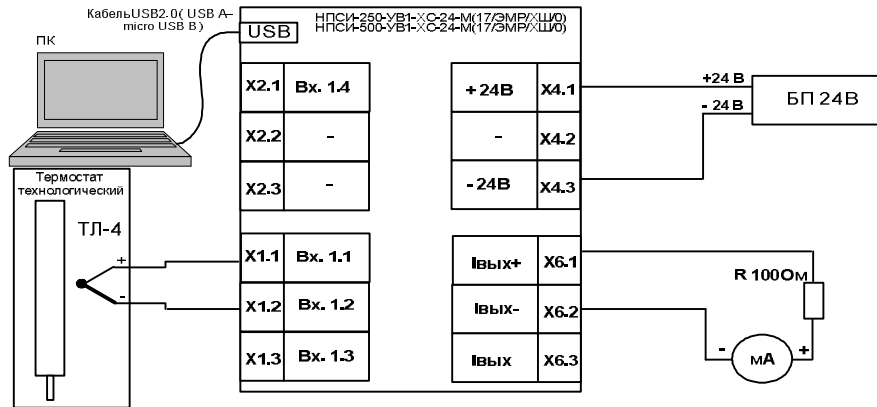 КабельUSB2-0( USB A–
micro USB B )
ПК
USB
НПСИ-250-УВ1-ХС-24-М(17/ЭМР/ХШ/0)
НПСИ-500-УВ1-ХС-24-М(17/ЭМР/ХШ/0)
X2.1 Вх. 1.4
X2.2 –
X2.3 –
+24В X4.1
– X4.2
-24В X4.3
+24 В
- 24 В
БП 24В
Термостат
технологический
ТЛ-4
+
-
X1.1 Вх. 1.1
X1.2 Вх. 1.2
X1.3 Вх. 1.3
Iвых+ X6.1
Iвых- X6.2
Iвых X6.3
R 100Ом
- мА +